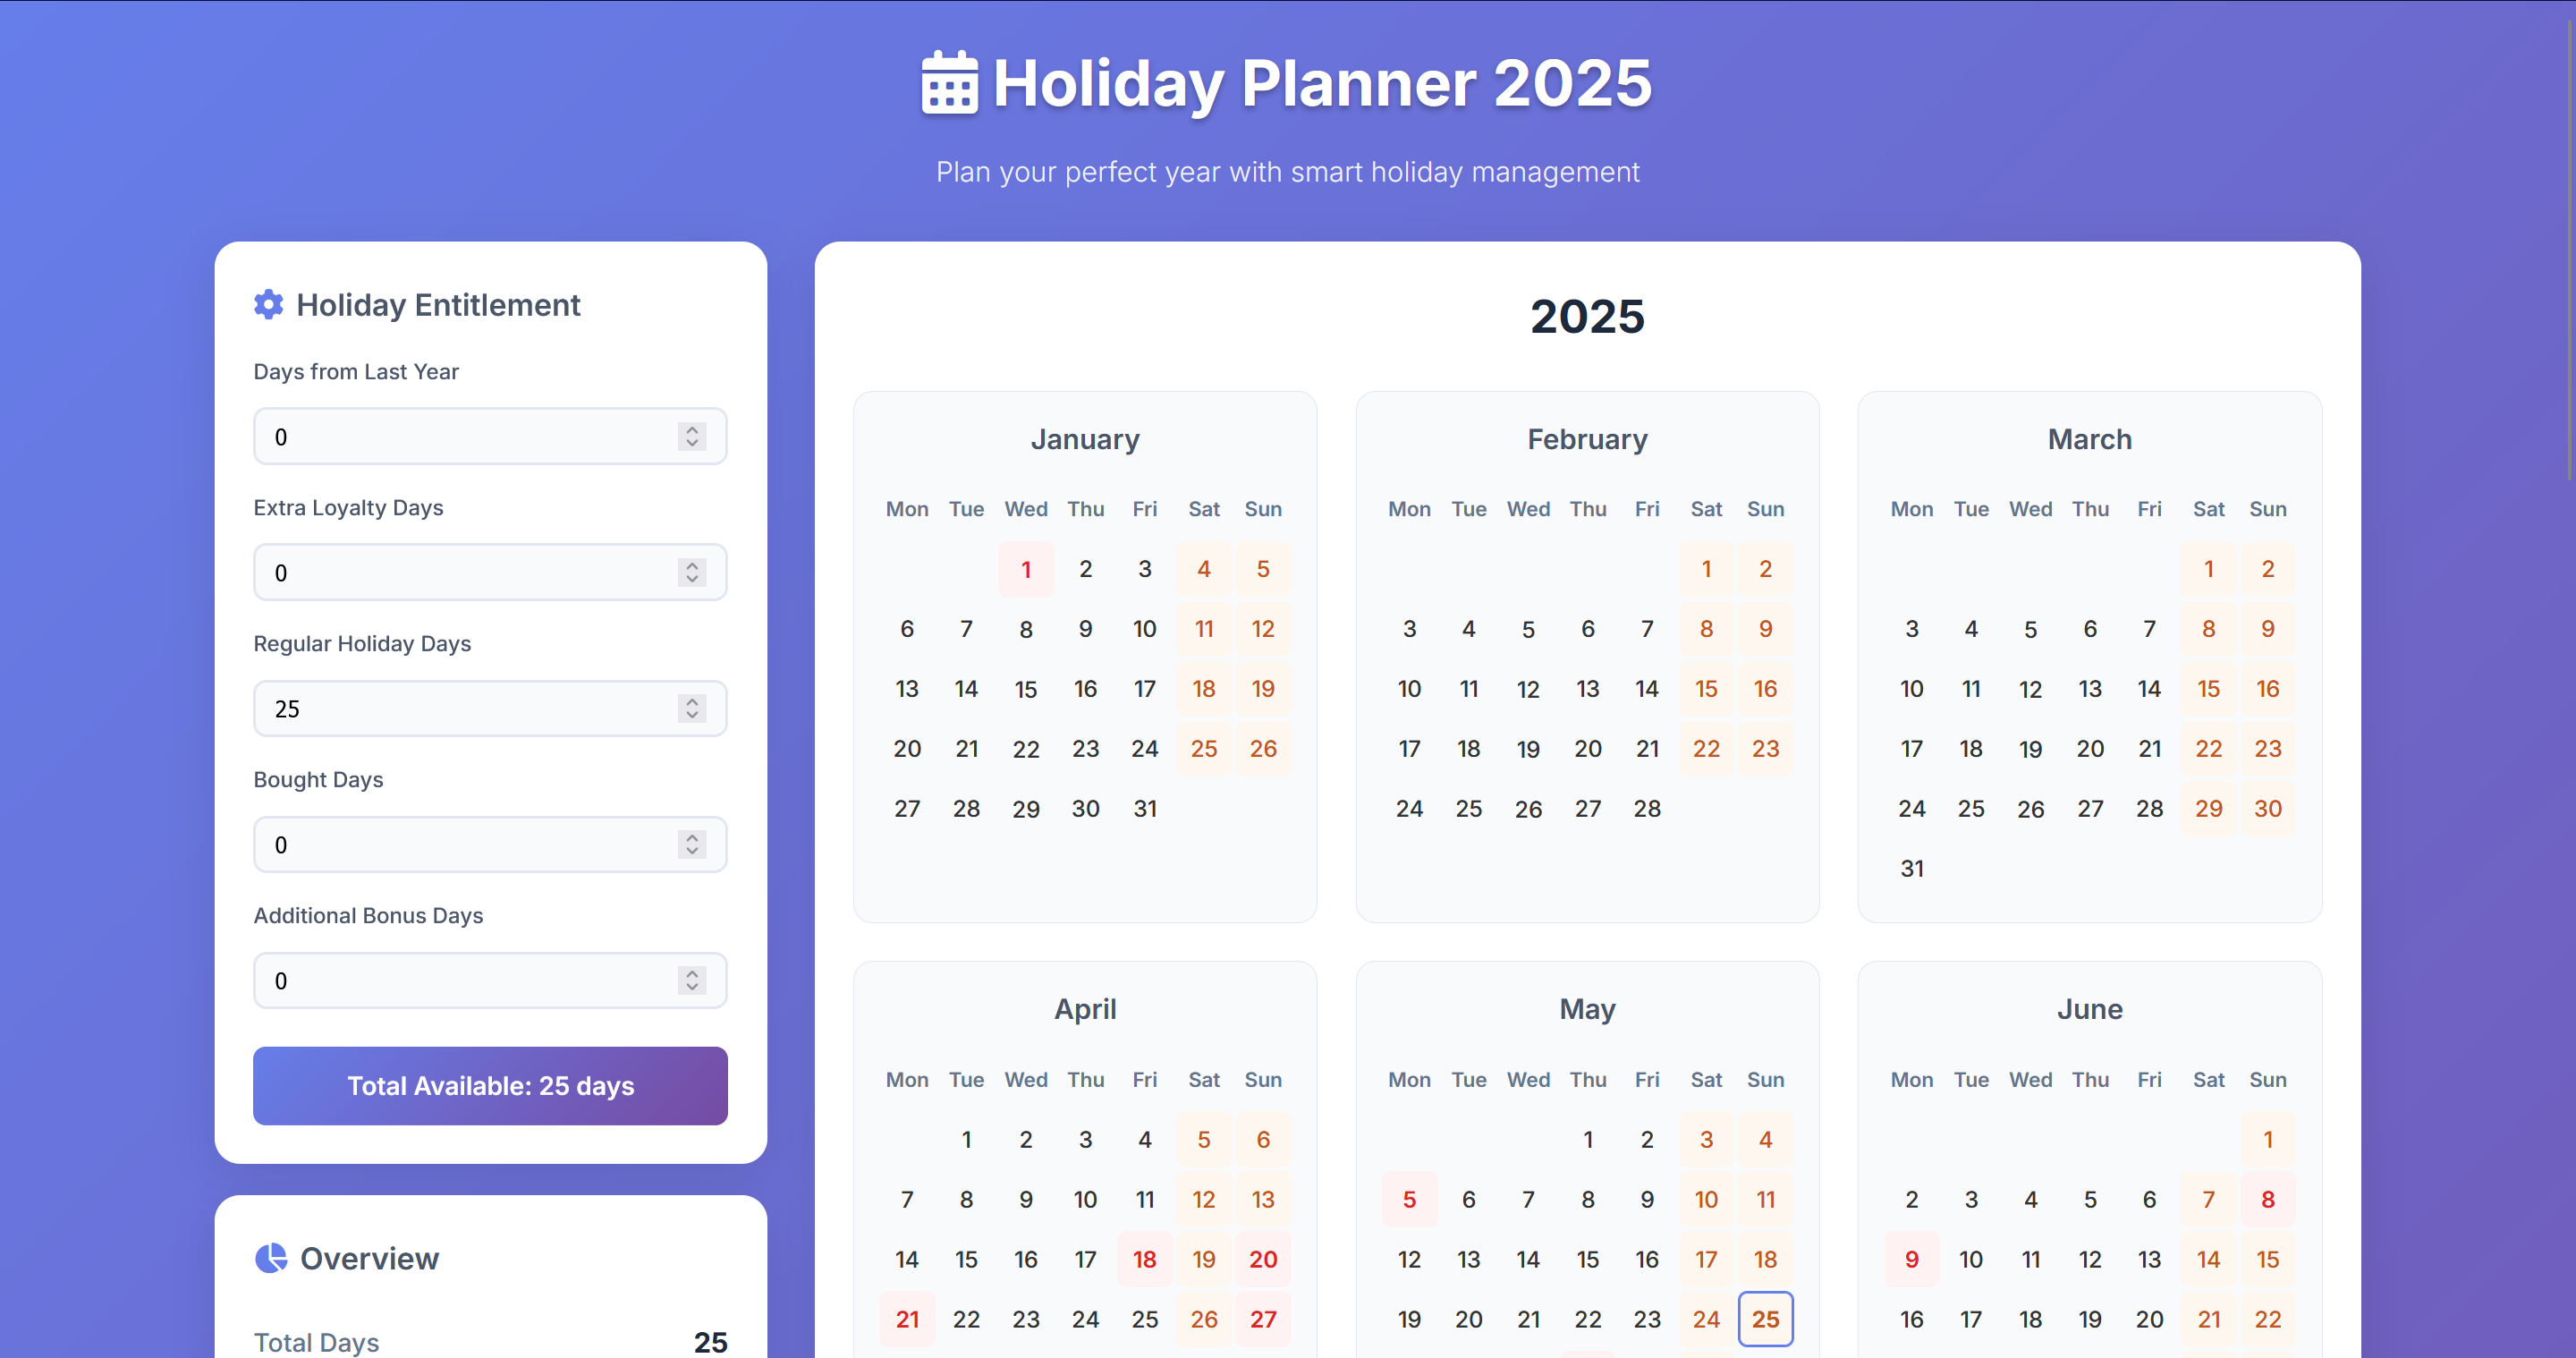 Holiday Planner 2025
Plan your perfect year with smart holiday management
Holiday Entitlement
Days from Last Year
0
Extra Loyalty Days
0
Regular Holiday Days
25
Bought Days
0
Additional Bonus Days
0
Total Available: 25 days
Overview
Total Days 25
2025
January
Mon Tue Wed Thu Fri Sat Sun
1 2 3 4 5
6 7 8 9 10 11 12
13 14 15 16 17 18 19
20 21 22 23 24 25 26
27 28 29 30 31
February
Mon Tue Wed Thu Fri Sat Sun
1 2
3 4 5 6 7 8 9
10 11 12 13 14 15 16
17 18 19 20 21 22 23
24 25 26 27 28
March
Mon Tue Wed Thu Fri Sat Sun
1 2
3 4 5 6 7 8 9
10 11 12 13 14 15 16
17 18 19 20 21 22 23
24 25 26 27 28 29 30
31
April
Mon Tue Wed Thu Fri Sat Sun
1 2 3 4 5 6
7 8 9 10 11 12 13
14 15 16 17 18 19 20
21 22 23 24 25 26 27
May
Mon Tue Wed Thu Fri Sat Sun
1 2 3 4
5 6 7 8 9 10 11
12 13 14 15 16 17 18
19 20 21 22 23 24 25
June
Mon Tue Wed Thu Fri Sat Sun
1
2 3 4 5 6 7 8
9 10 11 12 13 14 15
16 17 18 19 20 21 22